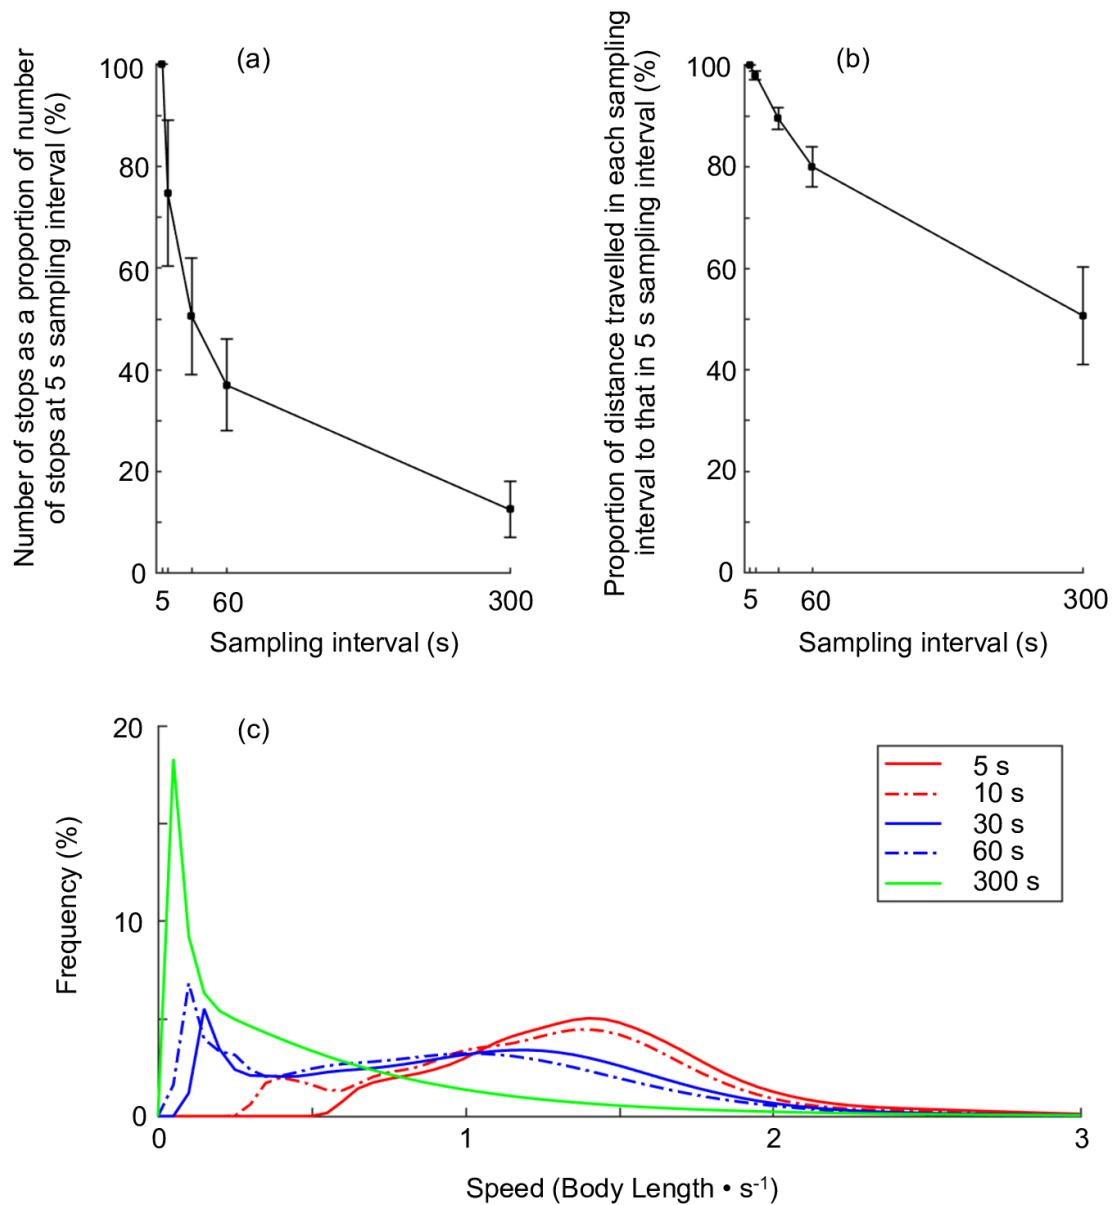 (a)
Number of stops as a proportion of number
of stops at 5 s sampling interval (%)
100
80
60
40
20
0
5
60
300
Sampling interval (s)
(b)
Proportion of distance travelled in each sampling
interval to that in 5 s sampling interval (%)
100
80
60
40
20
0
5
60
300
Sampling interval (s)
(c)
Frequency (%)
20
10
0
0
1
2
3
Speed (Body Length • s-1)
5 s
10 s
30 s
60 s
300 s